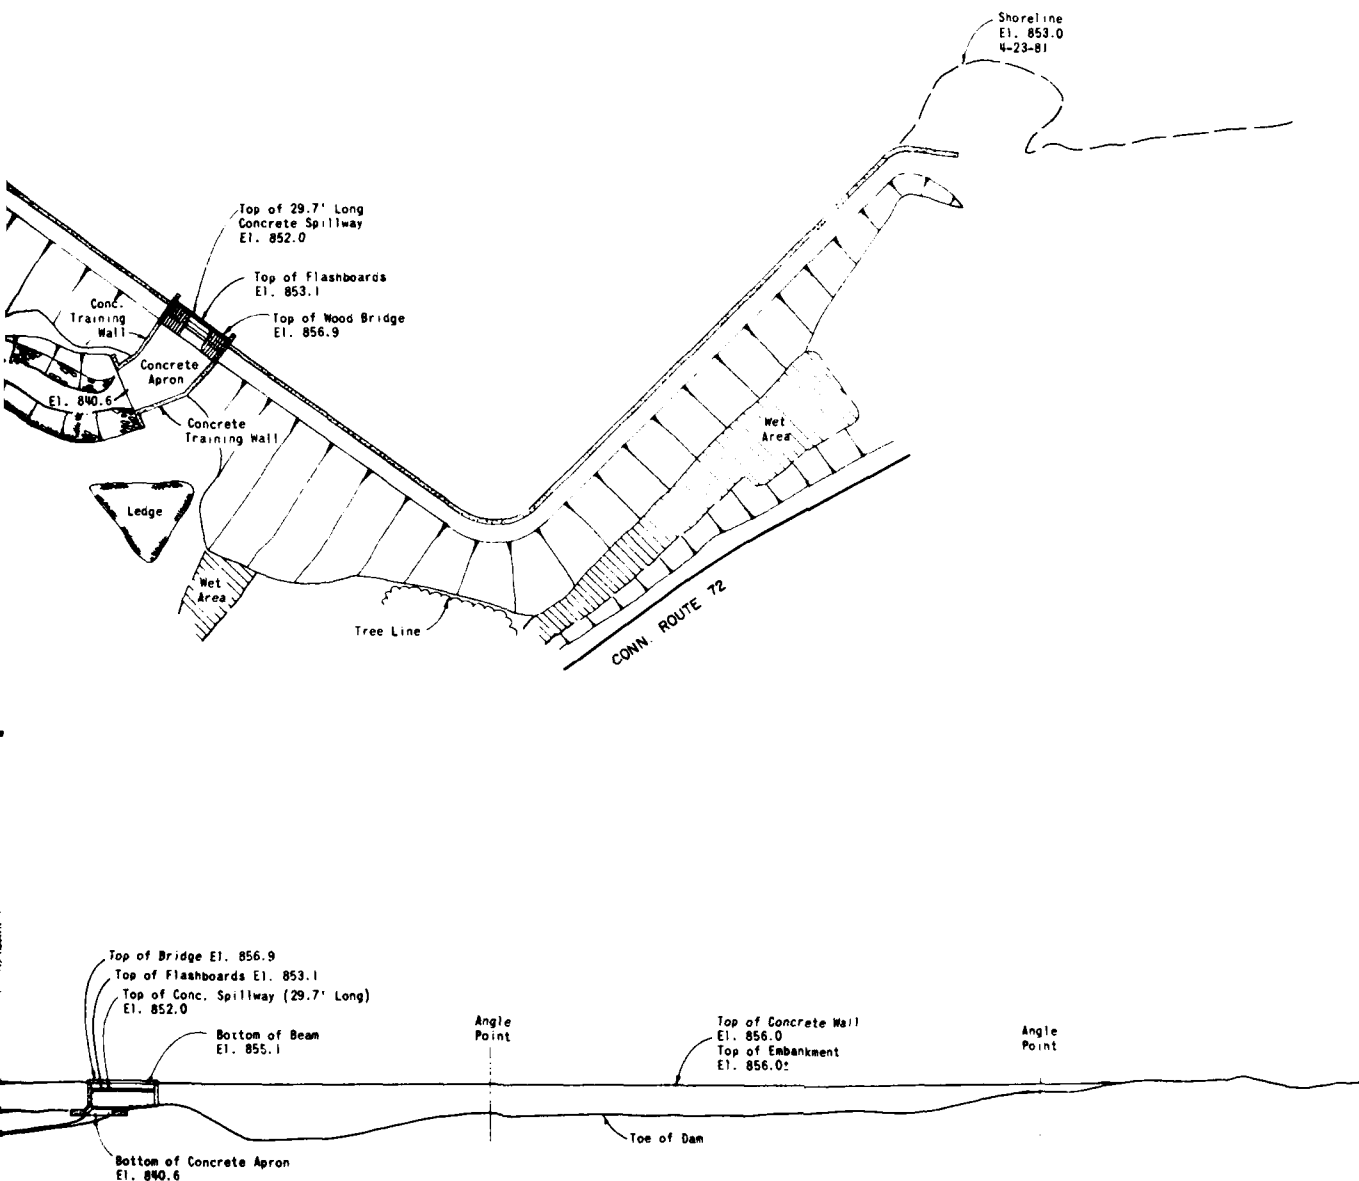 Shoreline
El. 853.0
4-23-81
Top of 29.7' Long
Concrete Spillway
El. 852.0
Top of Flashboards
El. 853.1
Top of Wood Bridge
El. 856.9
Conc.
Training
Wall
Concrete
Apron
El. 840.6
Concrete
Training Wall
Wet
Area
Ledge
Wet
Area
Tree Line
CONN. ROUTE 72
Top of Bridge El. 856.9
Top of Flashboards El. 853.1
Top of Conc. Spillway (29.7' Long)
El. 852.0
Bottom of Beam
El. 855.1
Angle
Point
Top of Concrete Wall
El. 856.0
Top of Embankment
El. 856.0±
Angle
Point
Toe of Dam
Bottom of Concrete Apron
El. 840.6